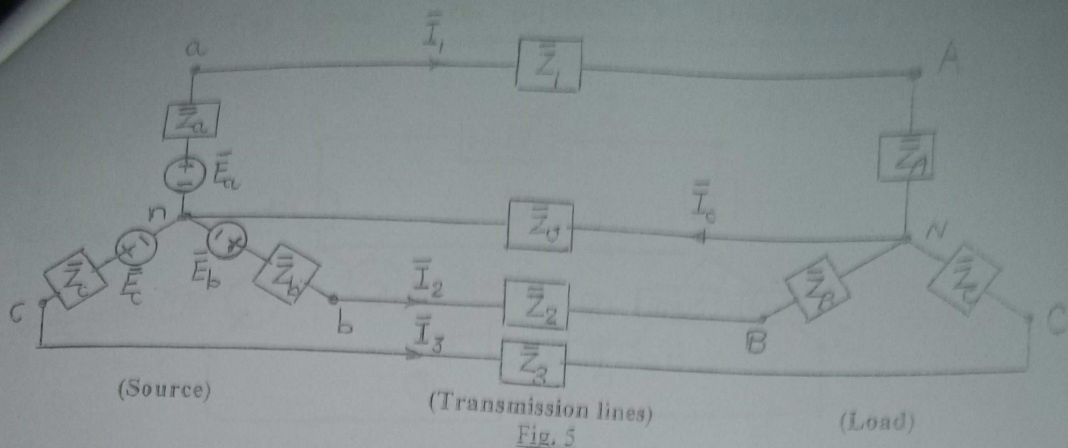 Ī₁
a
Z̿₁
A
Z̿a
Ēa
Z̿A
n
Ī₀
Z̿₀
N
Z̿c
Ēc
Ēb
Z̿b
Z̿B
Z̿C
c
b
Ī₂
Z̿₂
B
C
Ī₃
Z̿₃
(Source)
(Transmission lines)
(Load)
Fig. 5